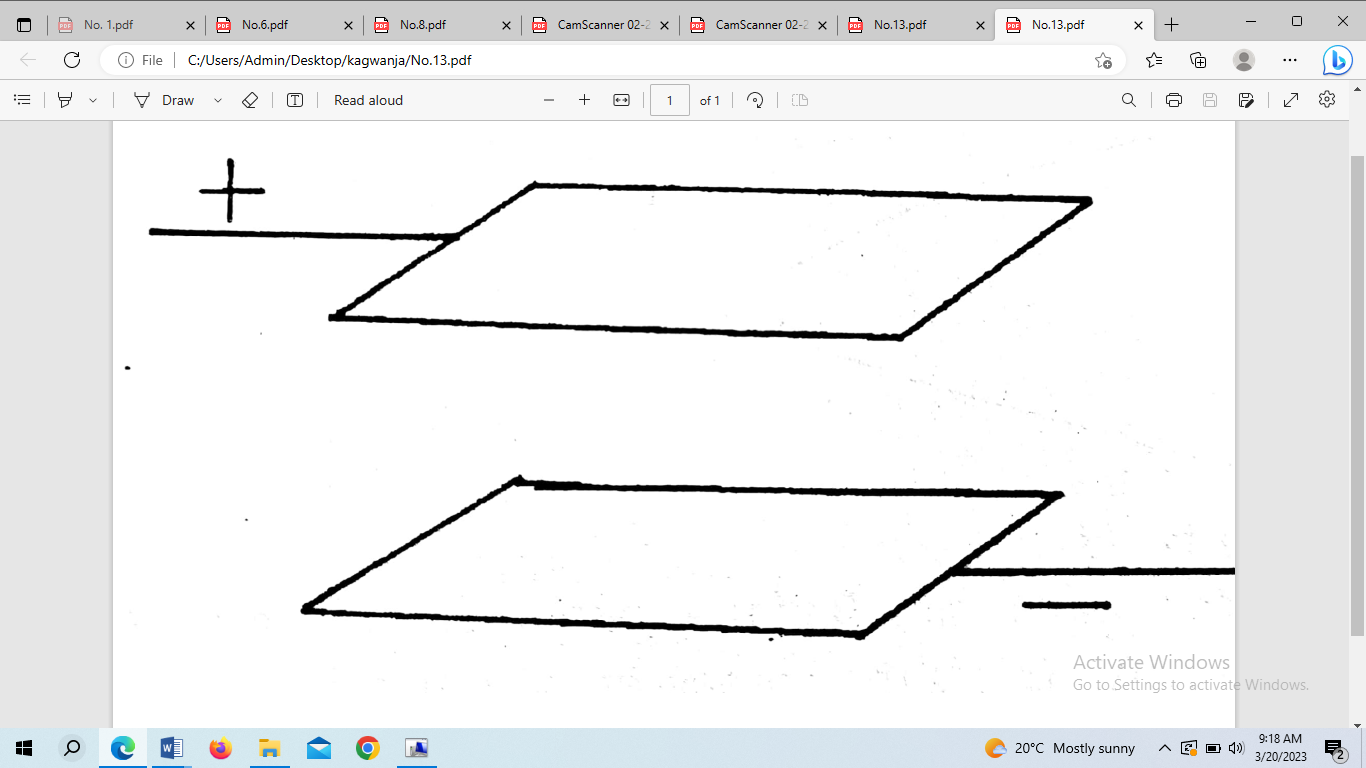 No. 1.pdf
No.6.pdf
No.8.pdf
CamScanner 02-2
CamScanner 02-2
No.13.pdf
No.13.pdf
File C:/Users/Admin/Desktop/kagwanja/No.13.pdf
Draw
Read aloud
1 of 1
+
−
Activate Windows
Go to Settings to activate Windows.
20°C Mostly sunny
9:18 AM
3/20/2023
2